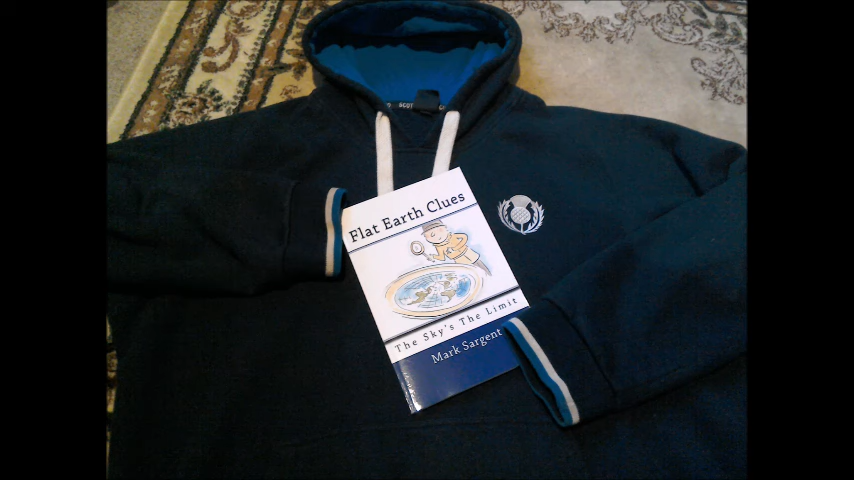 Flat Earth Clues
The Sky's The Limit
Mark Sargent